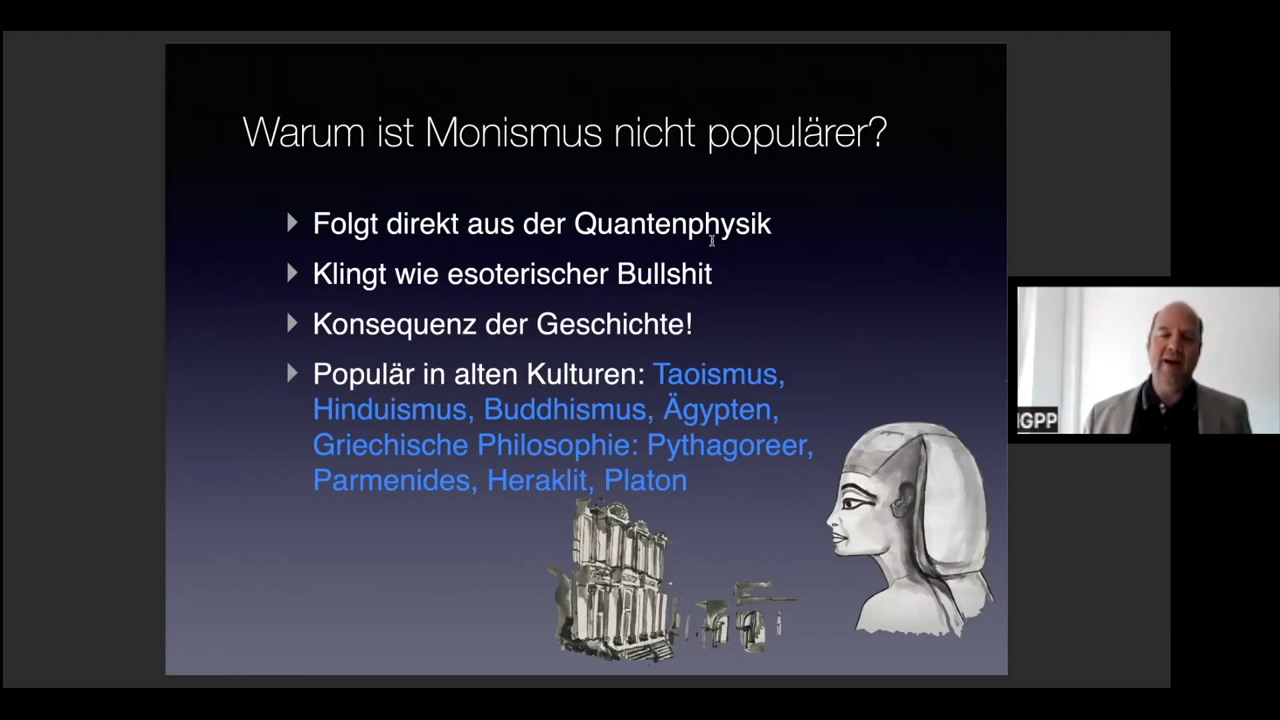 Warum ist Monismus nicht populärer?
Folgt direkt aus der Quantenphysik
Klingt wie esoterischer Bullshit
Konsequenz der Geschichte!
Populär in alten Kulturen: Taoismus,
Hinduismus, Buddhismus, Ägypten,
Griechische Philosophie: Pythagoreer,
Parmenides, Heraklit, Platon
IGPP